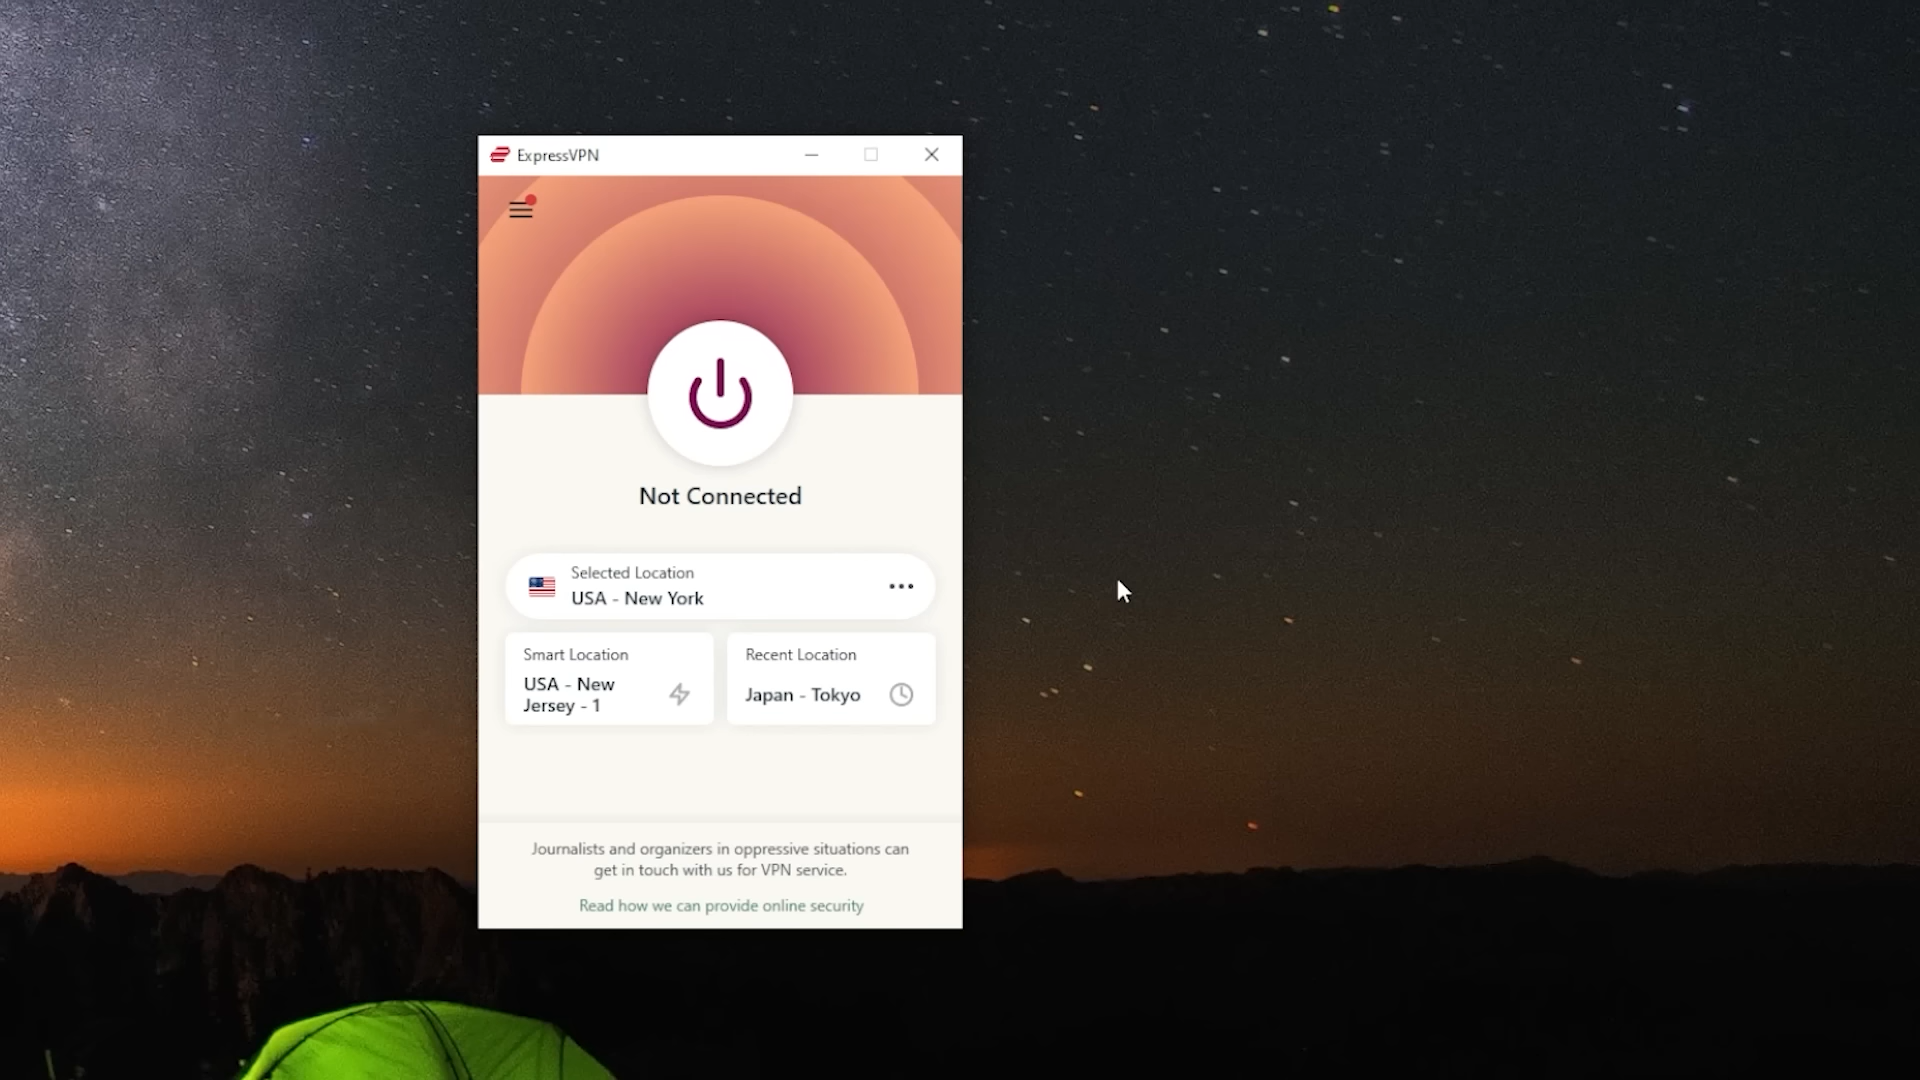 ExpressVPN
Not Connected
Selected Location
USA - New York
Smart Location
USA - New
Jersey - 1
Recent Location
Japan - Tokyo
Journalists and organizers in oppressive situations can
get in touch with us for VPN service.
Read how we can provide online security